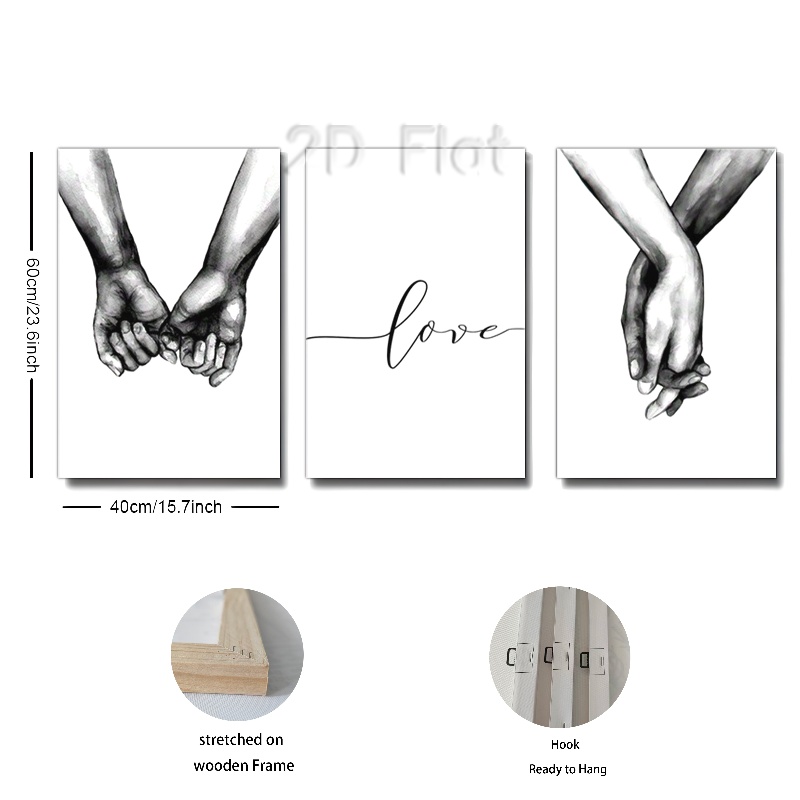 2D Flat
60cm/23.6inch
love
40cm/15.7inch
stretched on
wooden Frame
Hook
Ready to Hang